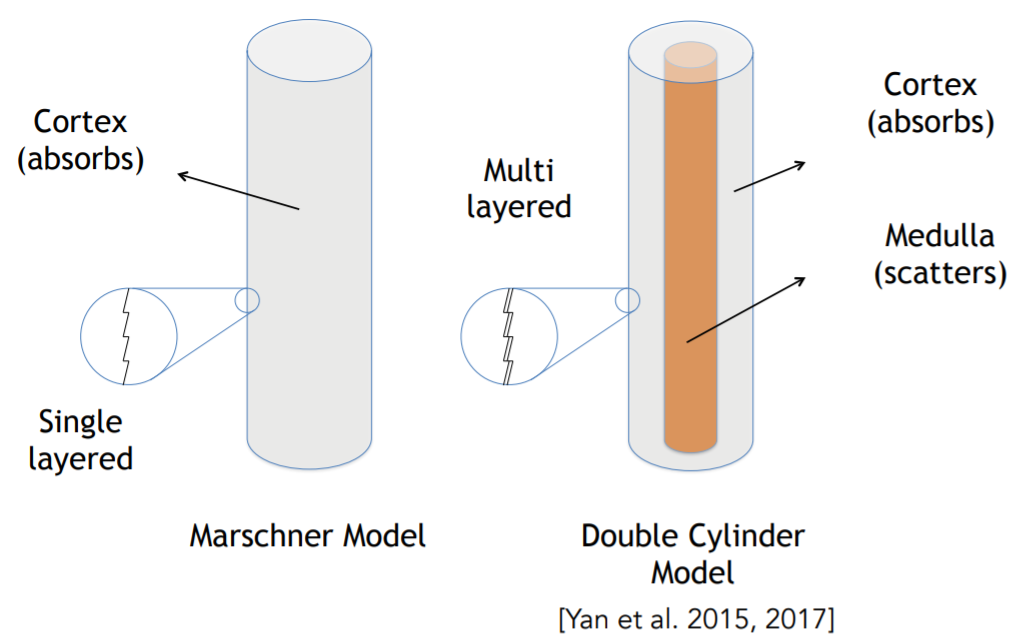 Cortex
(absorbs)
Single
layered
Marschner Model
Multi
layered
Cortex
(absorbs)
Medulla
(scatters)
Double Cylinder
Model
[Yan et al. 2015, 2017]